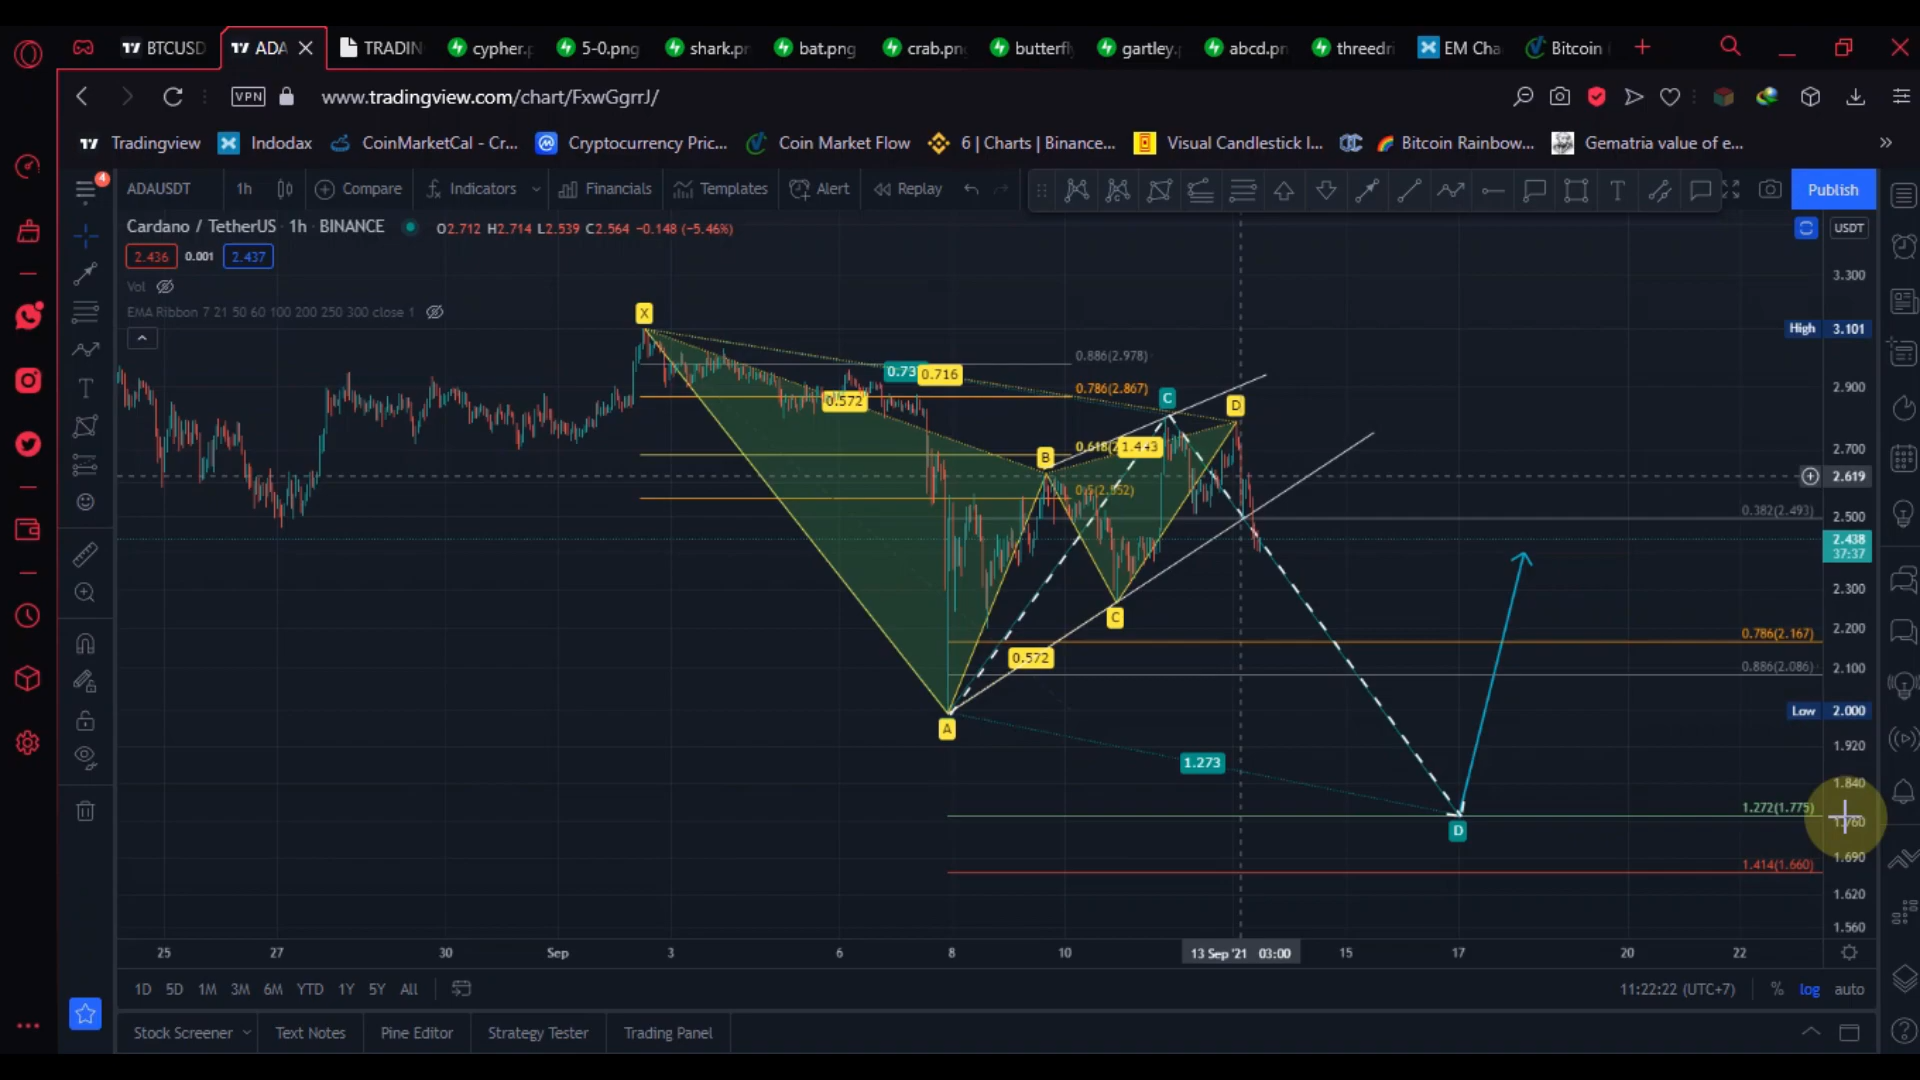 BTCUSD
ADA
TRADIN
cypher.p
5-0.png
shark.pn
bat.png
crab.png
butterfl
gartley.
abcd.pn
threedri
EM Cha
Bitcoin
VPN
www.tradingview.com/chart/FxwGgrrJ/
Tradingview
Indodax
CoinMarketCal - Cr...
Cryptocurrency Pric...
Coin Market Flow
6 | Charts | Binance...
Visual Candlestick I...
Bitcoin Rainbow...
Gematria value of e...
4
ADAUSDT
1h
Compare
Indicators
Financials
Templates
Alert
Replay
Publish
Cardano / TetherUS · 1h · BINANCE
O2.712 H2.714 L2.539 C2.564 −0.148 (−5.46%)
USDT
2.436
0.001
2.437
Vol
EMA Ribbon 7 21 50 60 100 200 250 300 close 1
X
0.886(2.978)
0.716
0.786(2.867)
0.572
C
D
B
1.443
0.5(2.552)
0.382(2.493)
C
0.572
0.786(2.167)
0.886(2.086)
A
1.273
1.272(1.775)
D
1.414(1.660)
3.300
High 3.101
2.900
2.700
2.619
2.500
2.438
37:37
2.300
2.200
2.100
Low 2.000
1.920
1.840
1.760
1.690
1.620
1.560
25
27
30
Sep
3
6
8
10
13 Sep '21 03:00
15
17
20
22
1D 5D 1M 3M 6M YTD 1Y 5Y All
11:22:22 (UTC+7)
%
log
auto
Stock Screener
Text Notes
Pine Editor
Strategy Tester
Trading Panel